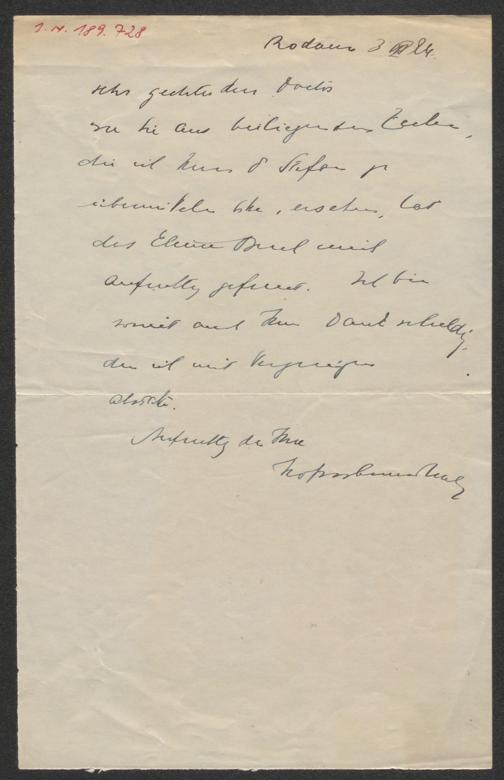 I.N. 189.728
Rodaun 3 XII 24.
sehr geehrter Herr Doctor
wie Sie aus beiliegenden Zeilen,
die ich Herrn D Stefan zu
übermitteln bitte, ersehen, hat
das kleine Buch mich
aufrichtig gefreut. Ich bin
somit auch Ihnen Dank schuldig,
den ich mit Vergnügen
abstatte.
Aufrichtig der Ihre
Hofmannsthal